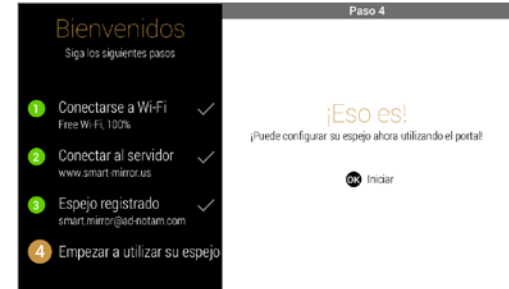 Bienvenidos
Siga los siguientes pasos
1 Conectarse a Wi-Fi
Free Wi-Fi, 100%
2 Conectar al servidor
www.smart-mirror.us
3 Espejo registrado
smart.mirror@ad-notam.com
4 Empezar a utilizar su espejo
Paso 4
¡Eso es!
¡Puede configurar su espejo ahora utilizando el portal!
OK Iniciar